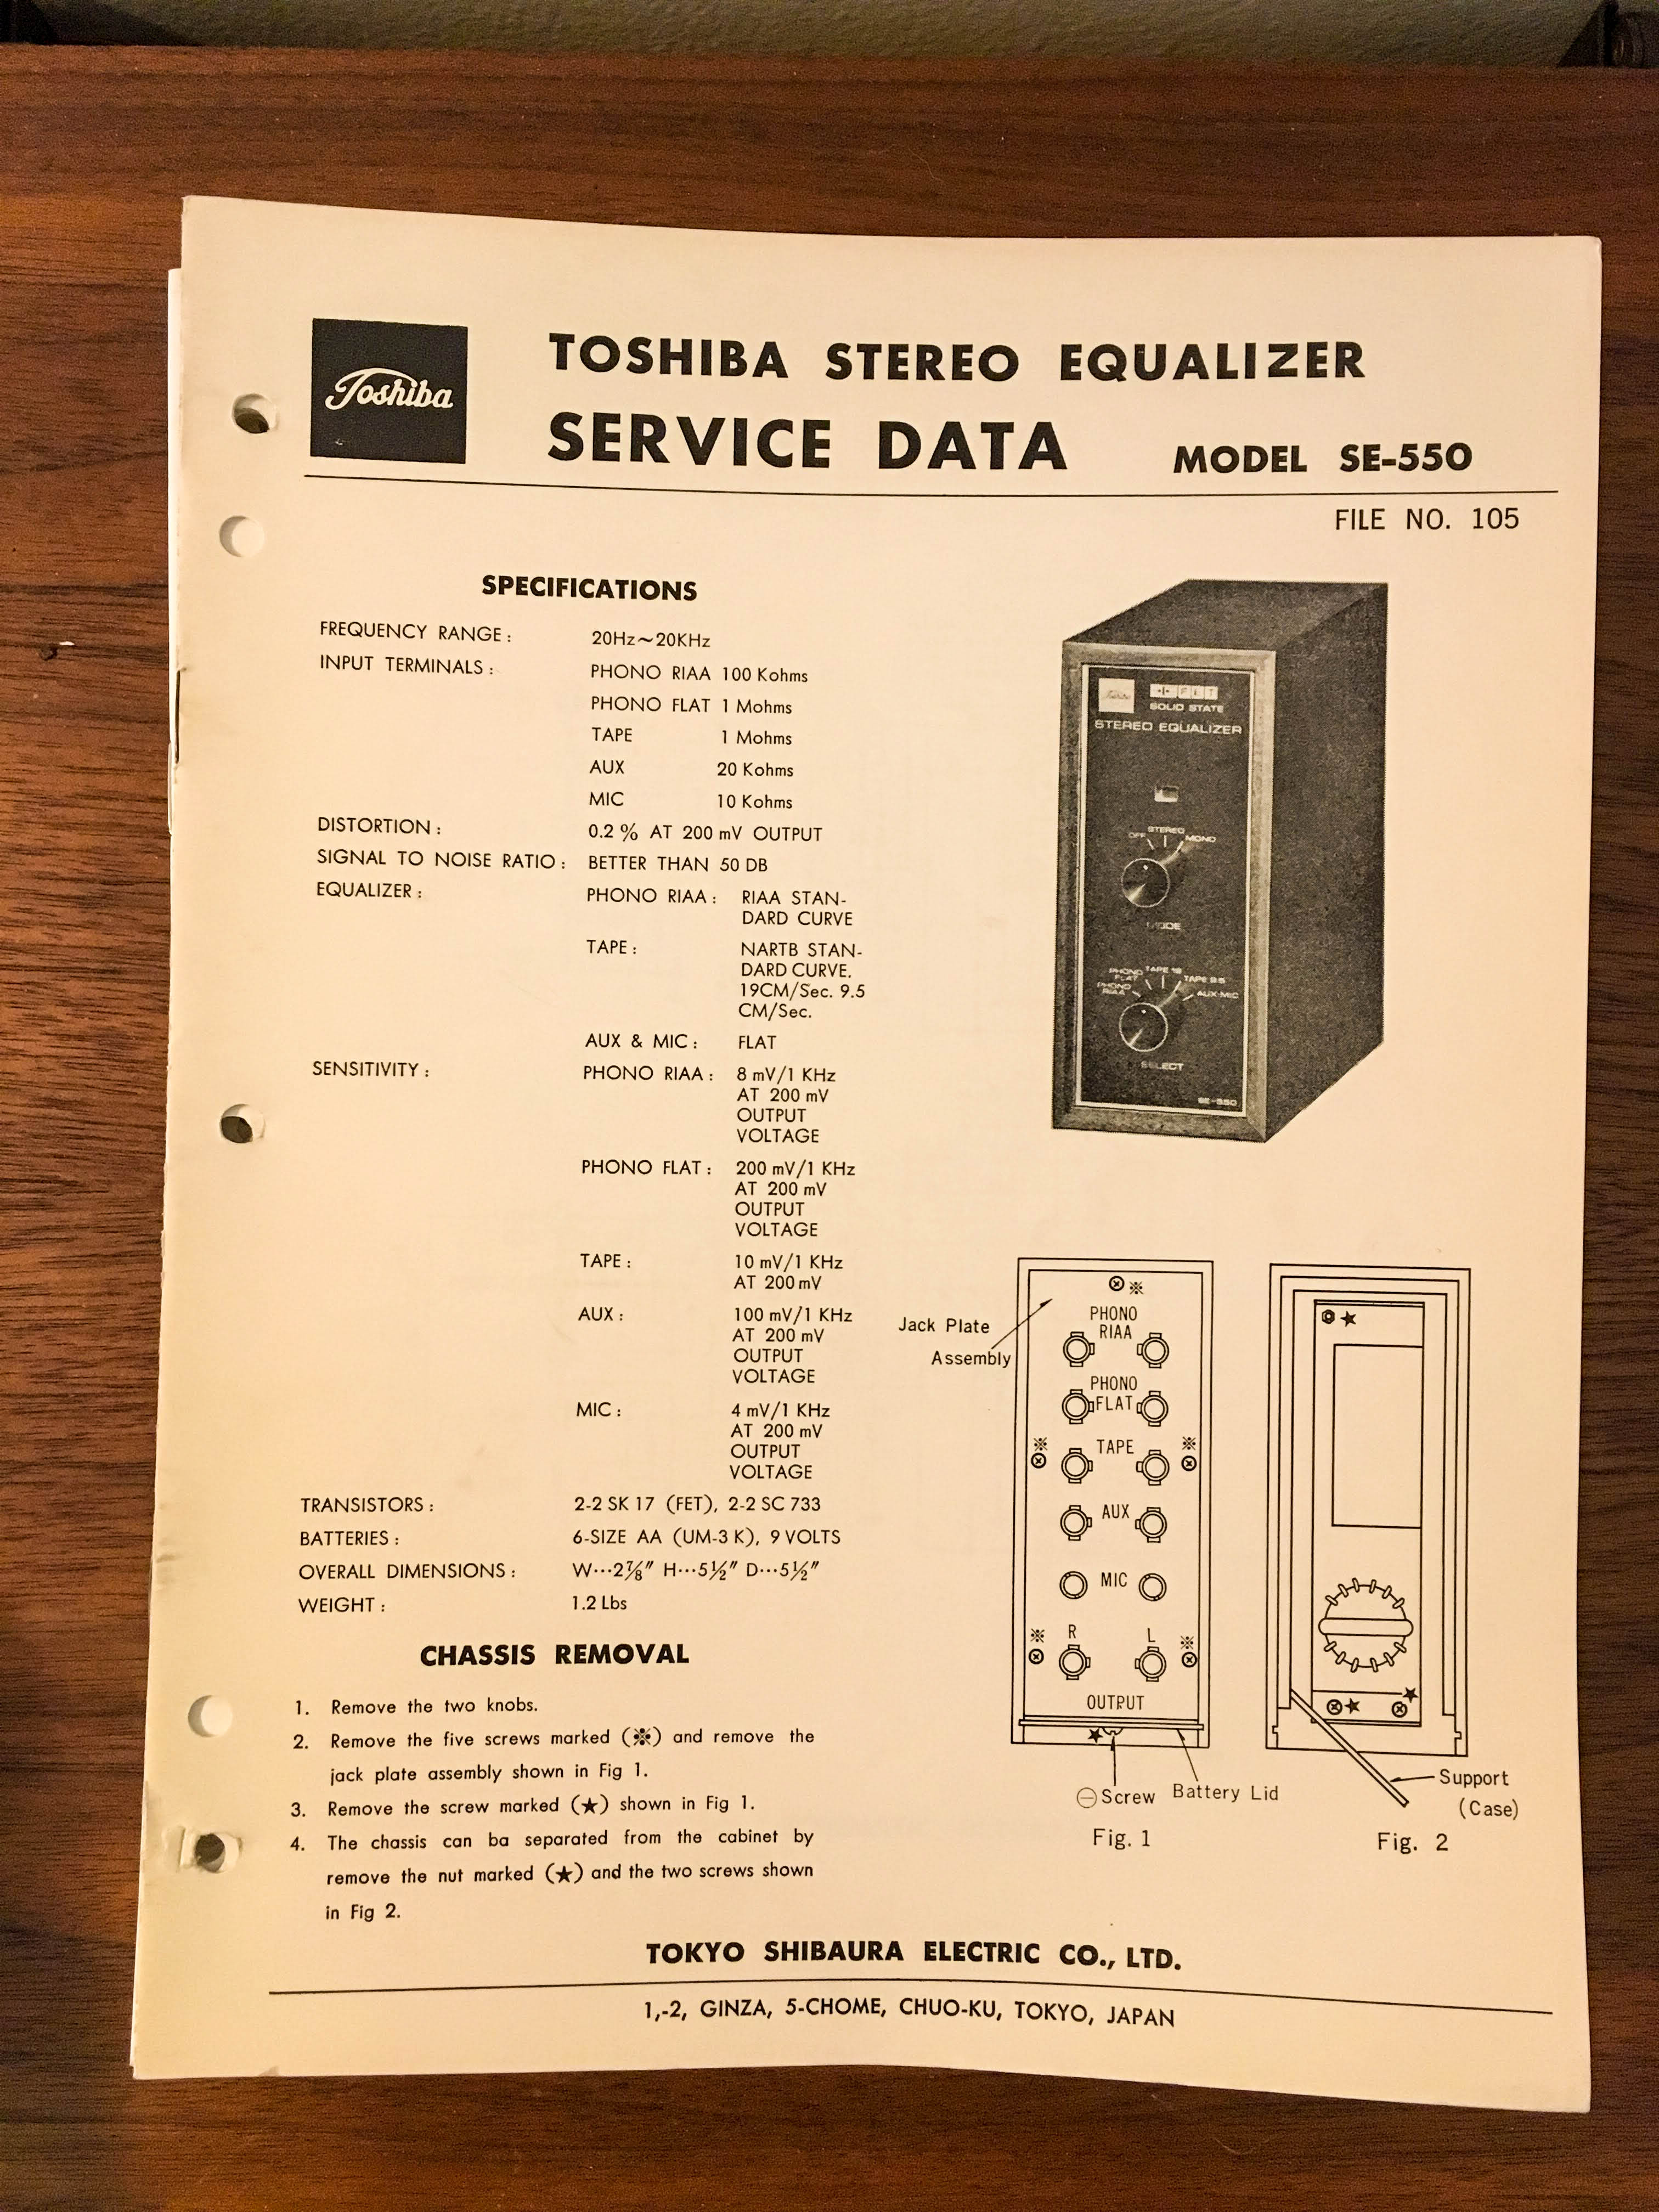 Toshiba
TOSHIBA STEREO EQUALIZER
SERVICE DATA MODEL SE-550
FILE NO. 105
SPECIFICATIONS
FREQUENCY RANGE: 20Hz~20KHz
INPUT TERMINALS: PHONO RIAA 100 Kohms
PHONO FLAT 1 Mohms
TAPE 1 Mohms
AUX 20 Kohms
MIC 10 Kohms
DISTORTION: 0.2% AT 200 mV OUTPUT
SIGNAL TO NOISE RATIO: BETTER THAN 50 DB
EQUALIZER: PHONO RIAA: RIAA STAN-
DARD CURVE
TAPE: NARTB STAN-
DARD CURVE,
19CM/Sec. 9.5
CM/Sec.
AUX & MIC: FLAT
SENSITIVITY: PHONO RIAA: 8 mV/1 KHz
AT 200 mV
OUTPUT
VOLTAGE
PHONO FLAT: 200 mV/1 KHz
AT 200 mV
OUTPUT
VOLTAGE
TAPE: 10 mV/1 KHz
AT 200 mV
AUX: 100 mV/1 KHz
AT 200 mV
OUTPUT
VOLTAGE
MIC: 4 mV/1 KHz
AT 200 mV
OUTPUT
VOLTAGE
TRANSISTORS: 2-2 SK 17 (FET), 2-2 SC 733
BATTERIES: 6-SIZE AA (UM-3 K), 9 VOLTS
OVERALL DIMENSIONS: W···2⅞″ H···5½″ D···5½″
WEIGHT: 1.2 Lbs
CHASSIS REMOVAL
1. Remove the two knobs.
2. Remove the five screws marked (※) and remove the
jack plate assembly shown in Fig 1.
3. Remove the screw marked (★) shown in Fig 1.
4. The chassis can ba separated from the cabinet by
remove the nut marked (★) and the two screws shown
in Fig 2.
Toshiba
FET
SOLID STATE
STEREO EQUALIZER
OFF STEREO MONO
MODE
PHONO RIAA PHONO FLAT TAPE 19 TAPE 9.5 AUX·MIC
SELECT
SE-550
Jack Plate
Assembly
※
PHONO
RIAA
PHONO
FLAT
※ TAPE ※
AUX
MIC
※ R L ※
OUTPUT
★
⊖Screw Battery Lid
Fig. 1
★
★ ★
Support
(Case)
Fig. 2
TOKYO SHIBAURA ELECTRIC CO., LTD.
1,-2, GINZA, 5-CHOME, CHUO-KU, TOKYO, JAPAN